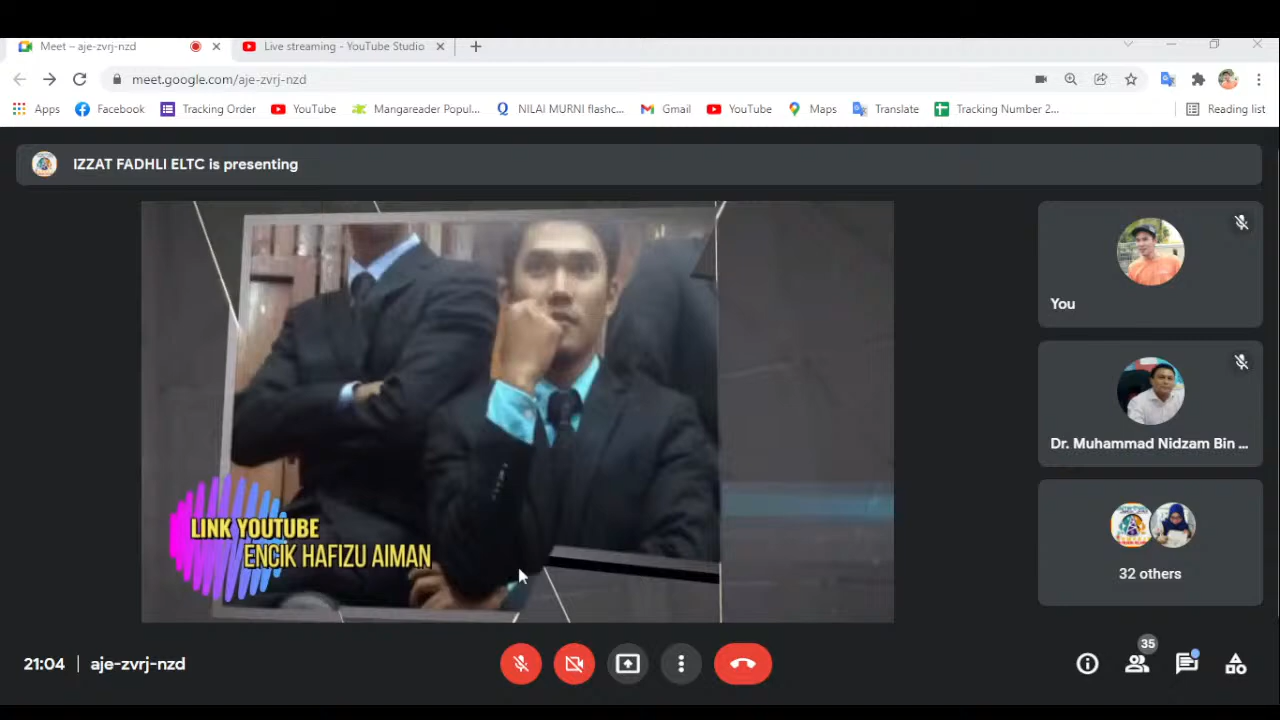 Meet – aje-zvrj-nzd
Live streaming - YouTube Studio
meet.google.com/aje-zvrj-nzd
Apps
Facebook
Tracking Order
YouTube
Mangareader Popul...
NILAI MURNI flashc...
Gmail
YouTube
Maps
Translate
Tracking Number 2...
Reading list
IZZAT FADHLI ELTC is presenting
You
Dr. Muhammad Nidzam Bin ...
32 others
LINK YOUTUBE
ENCIK HAFIZU AIMAN
21:04
aje-zvrj-nzd
35